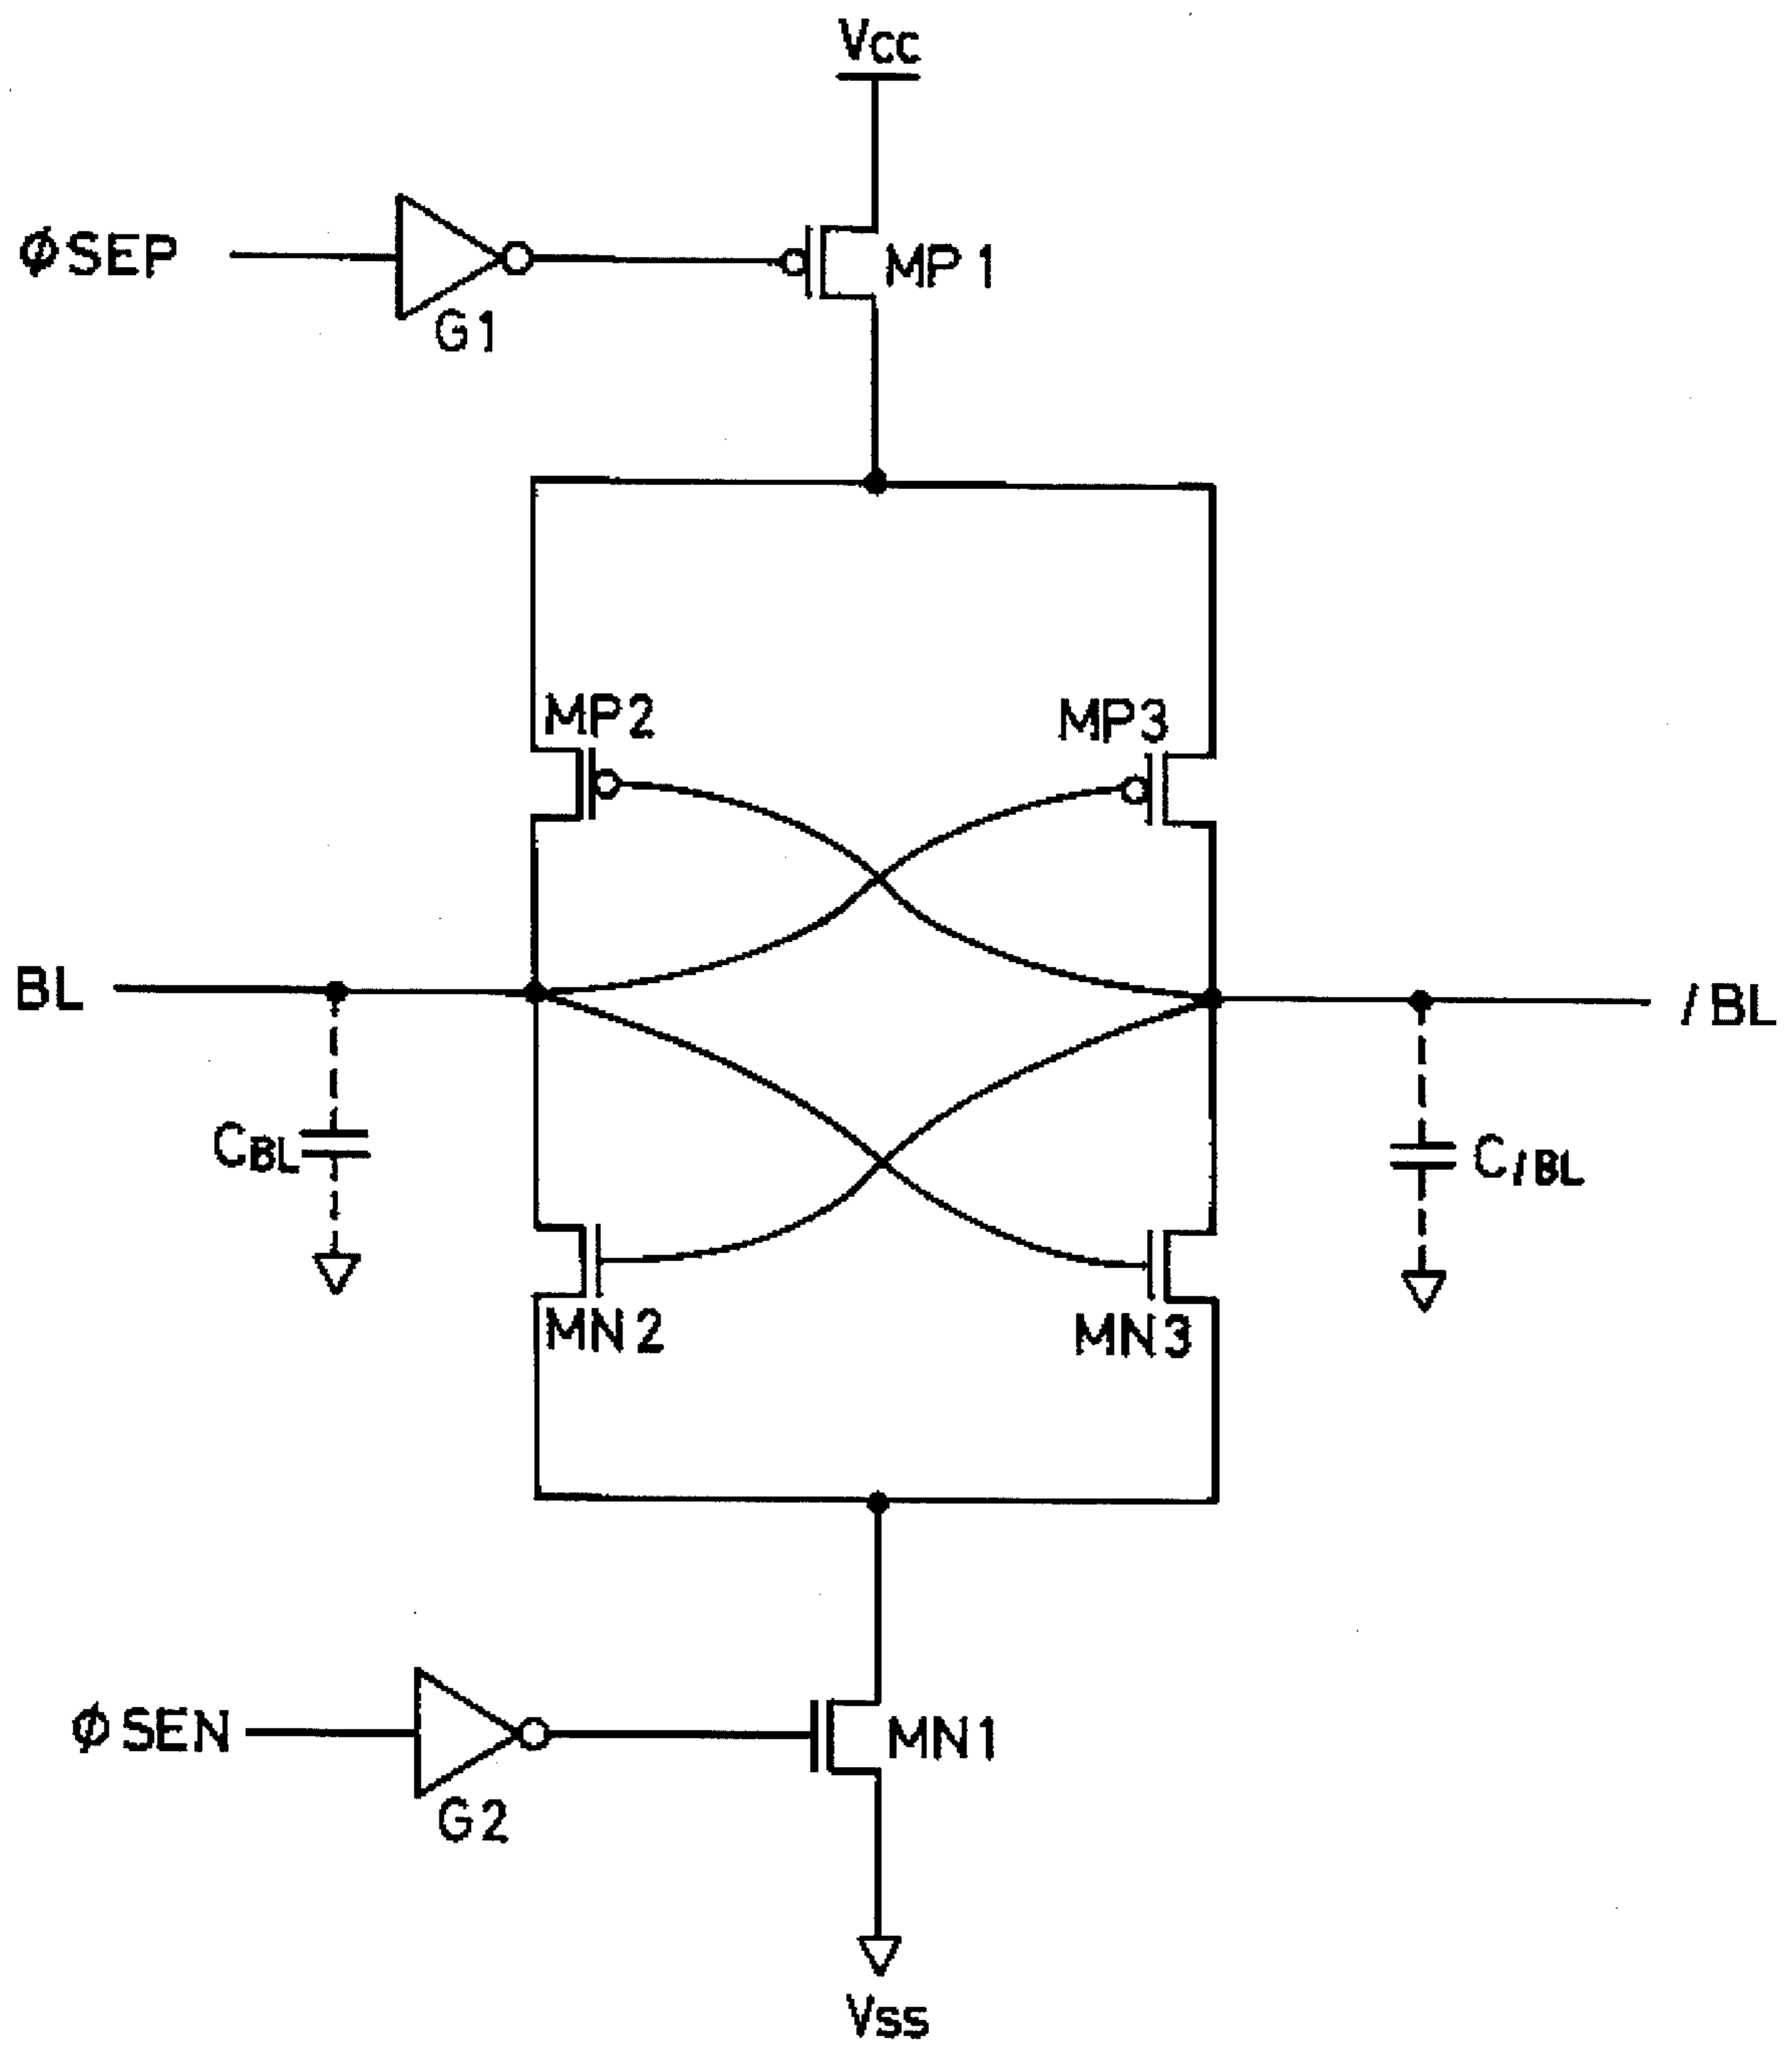 Vcc
φSEP
MP1
G1
MP2
MP3
BL
/BL
CBL
C/BL
MN2
MN3
φSEN
MN1
G2
Vss